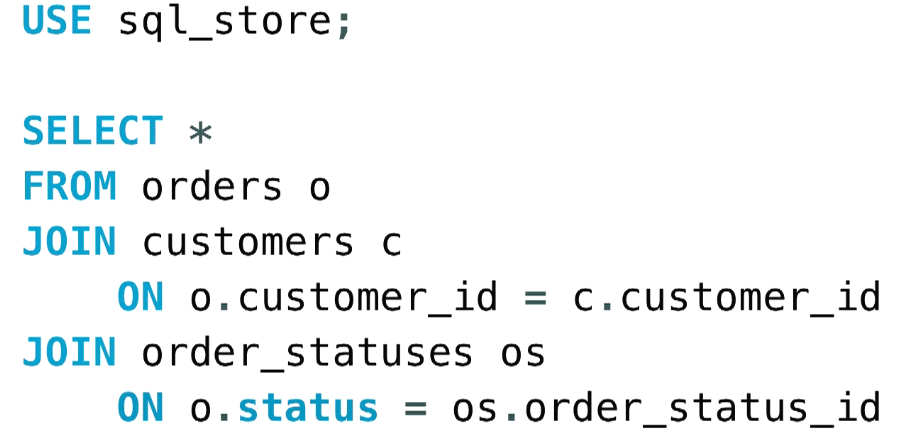 USE sql_store;
SELECT *
FROM orders o
JOIN customers c
ON o.customer_id = c.customer_id
JOIN order_statuses os
ON o.status = os.order_status_id